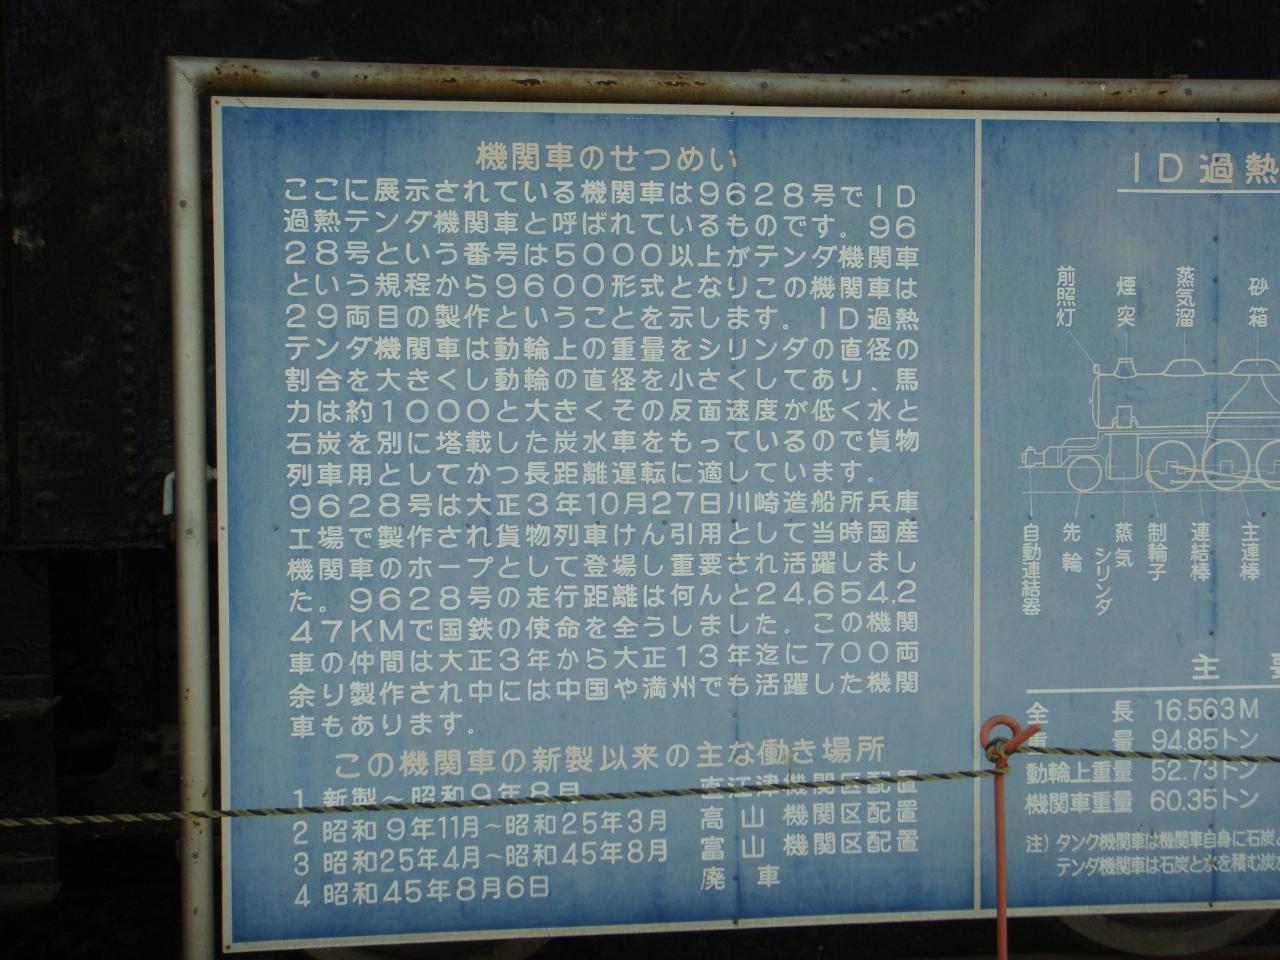 機関車のせつめい
ここに展示されている機関車は9628号で1D
過熱テンダ機関車と呼ばれているものです。96
28号という番号は5000以上がテンダ機関車
という規程から9600形式となりこの機関車は
29両目の製作ということを示します。1D過熱
テンダ機関車は動輪上の重量をシリンダの直径の
割合を大きくし動輪の直径を小さくしてあり、馬
力は約1000と大きくその反面速度が低く水と
石炭を別に塔載した炭水車をもっているので貨物
列車用としてかつ長距離運転に適しています。
9628号は大正3年10月27日川崎造船所兵庫
工場で製作され貨物列車けん引用として当時国産
機関車のホープとして登場し重要され活躍しまし
た。9628号の走行距離は何んと24,654,2
47KMで国鉄の使命を全うしました。この機関
車の仲間は大正3年から大正13年迄に700両
余り製作され中には中国や満州でも活躍した機関
車もあります。
この機関車の新製以来の主な働き場所
1 新製~昭和9年8月 直江津機関区配置
2 昭和9年11月~昭和25年3月 高山機関区配置
3 昭和25年4月~昭和45年8月 富山機関区配置
4 昭和45年8月6日 廃車
1D過熱
前照灯
煙突
蒸気溜
砂箱
自動連結器
先輪
蒸気シリンダ
制輪子
連結棒
主連棒
主
全長 16.563M
重量 94.85トン
動輪上重量 52.73トン
機関車重量 60.35トン
注) タンク機関車は機関車自身に石炭
テンダ機関車は石炭と水を積む炭